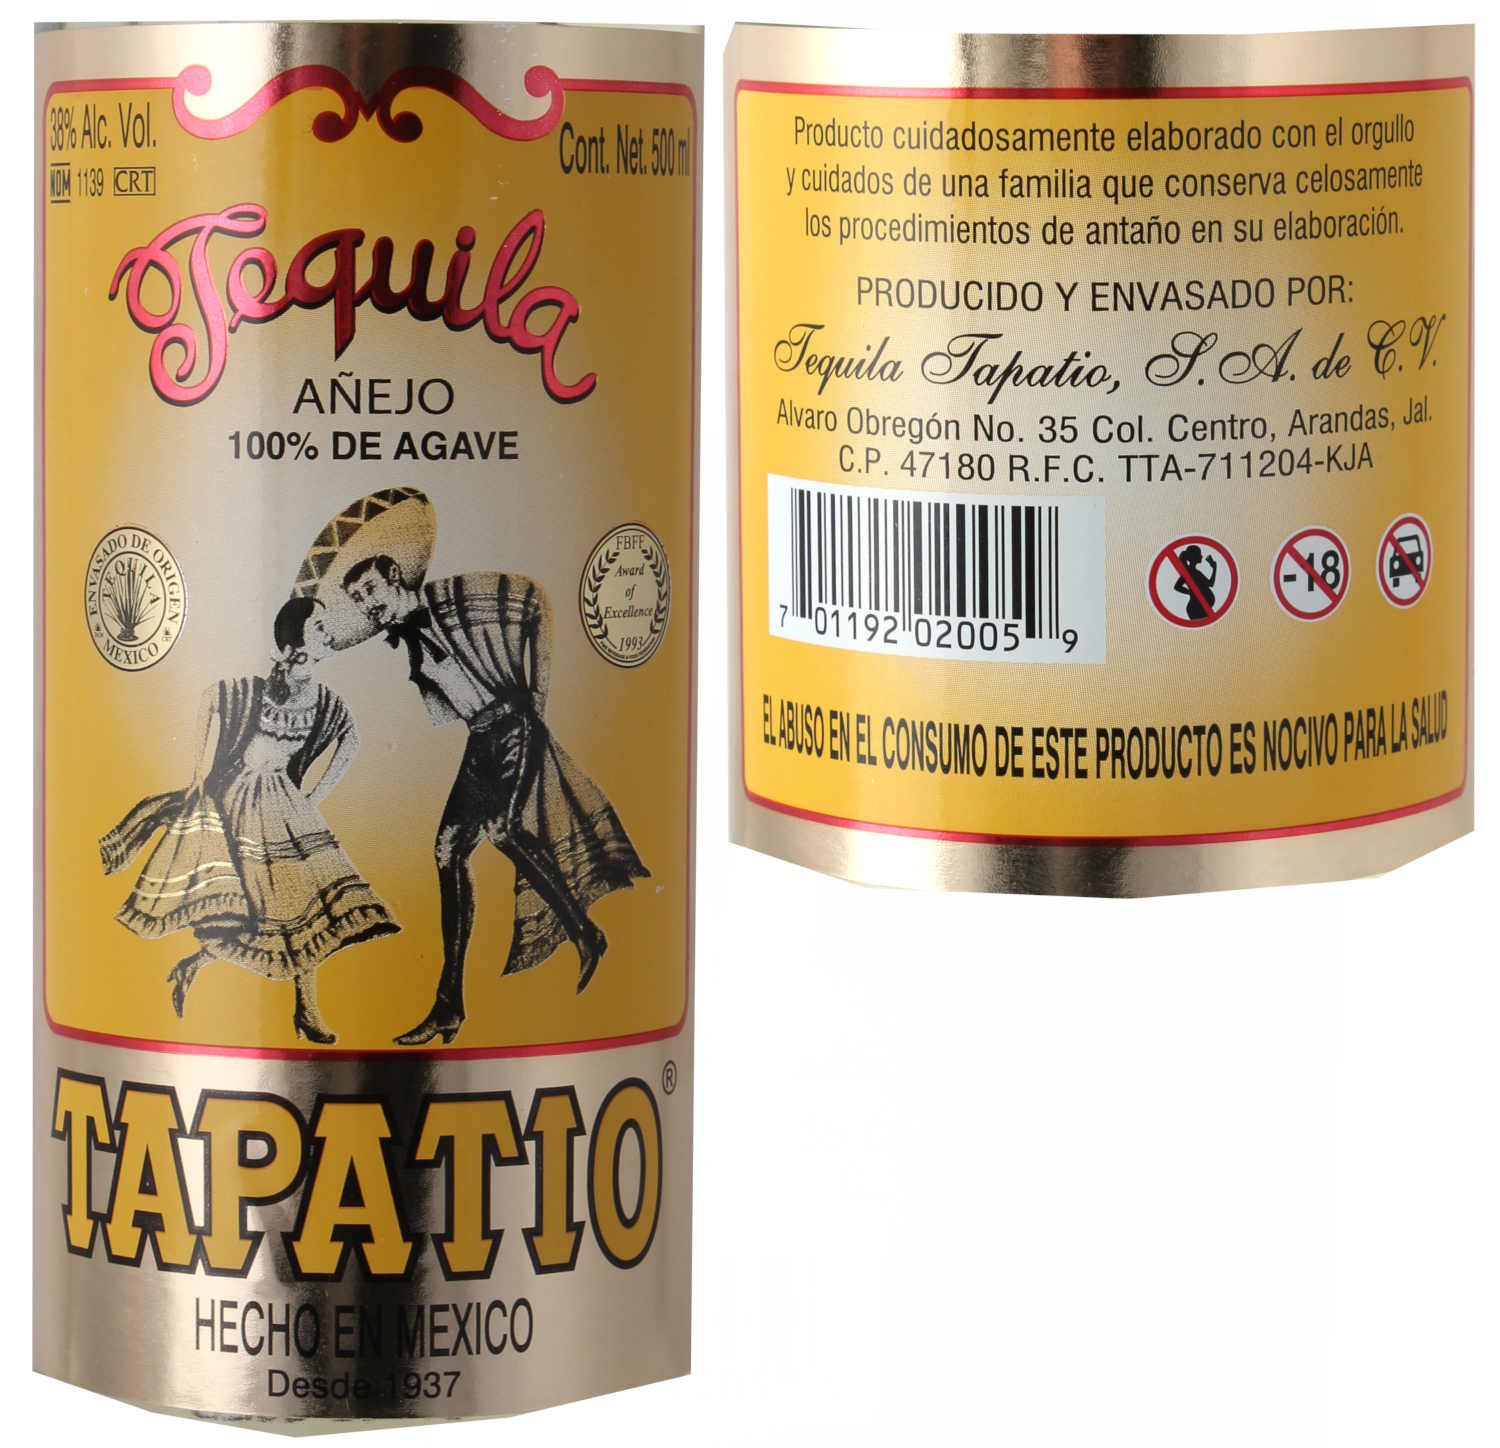 38% Alc. Vol.
NOM 1139 CRT
Cont. Net. 500 ml
Tequila
AÑEJO
100% DE AGAVE
ENVASADO DE ORIGEN
TEQUILA
MEXICO
FBFF
Award
of
Excellence
1993
TAPATIO®
HECHO EN MEXICO
Desde 1937
Producto cuidadosamente elaborado con el orgullo
y cuidados de una familia que conserva celosamente
los procedimientos de antaño en su elaboración.
PRODUCIDO Y ENVASADO POR:
Tequila Tapatio, S. A. de C.V.
Alvaro Obregón No. 35 Col. Centro, Arandas, Jal.
C.P. 47180 R.F.C. TTA-711204-KJA
7 01192 02005 9
-18
EL ABUSO EN EL CONSUMO DE ESTE PRODUCTO ES NOCIVO PARA LA SALUD